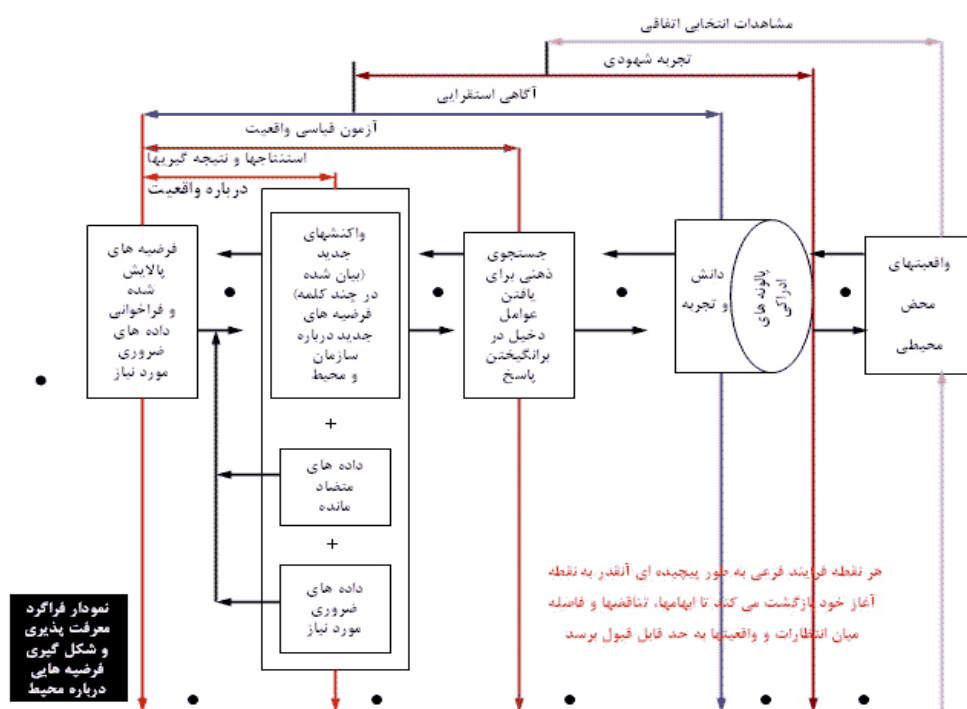 مشاهدات انتخابی اتفاقی
تجربه شهودی
آگاهی استقرایی
آزمون قیاسی واقعیت
استنتاجها و نتیجه گیریها
درباره واقعیت
واقعیتهای
محض
محیطی
پالونه های
ادراکی
دانش
و تجربه
جستجوی
ذهنی برای
یافتن
عوامل
دخیل در
برانگیختن
پاسخ
واکنشهای
جدید
(بیان شده
در چند کلمه)
فرضیه های
جدید درباره
سازمان
و محیط
+
داده های
متضاد
مانده
+
داده های
ضروری
مورد نیاز
فرضیه های
پالایش
شده
و فراخوانی
داده های
ضروری
مورد نیاز
هر نقطه فرایند فرعی به طور پیچیده ای آنقدر به نقطه
آغاز خود بازگشت می کند تا ابهامها، تناقضها و فاصله
میان انتظارات و واقعیتها به حد قابل قبول برسد
نمودار فراگرد
معرفت پذیری
و شکل گیری
فرضیه هایی
درباره محیط